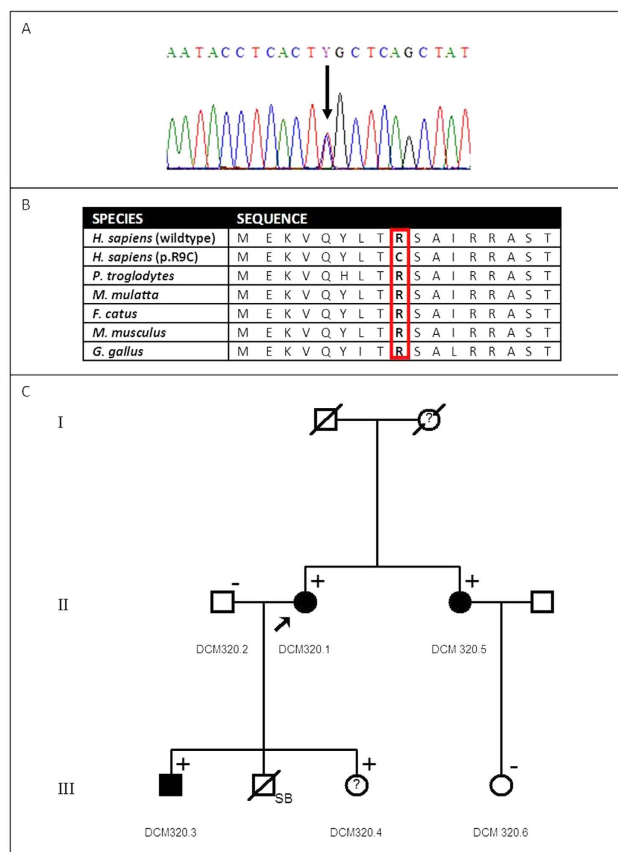 A
A A T A C C T C A C T Y G C T C A G C T A T
B
SPECIES SEQUENCE
H. sapiens (wildtype) M E K V Q Y L T R S A I R R A S T
H. sapiens (p.R9C) M E K V Q Y L T C S A I R R A S T
P. troglodytes M E K V Q H L T R S A I R R A S T
M. mulatta M E K V Q Y L T R S A I R R A S T
F. catus M E K V Q Y L T R S A I R R A S T
M. musculus M E K V Q Y L T R S A I R R A S T
G. gallus M E K V Q Y I T R S A L R R A S T
C
I
?
II
- + +
DCM320.2 DCM320.1 DCM 320.5
III
+ SB ? + -
DCM320.3 DCM320.4 DCM 320.6